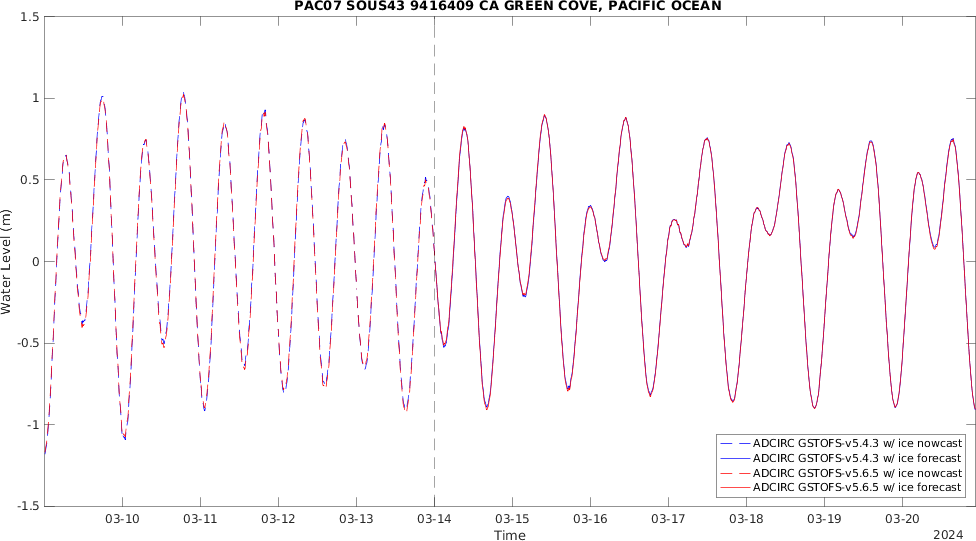 PAC07 SOUS43 9416409 CA GREEN COVE, PACIFIC OCEAN
1.5
1
0.5
0
-0.5
-1
-1.5
Water Level (m)
03-10 03-11 03-12 03-13 03-14 03-15 03-16 03-17 03-18 03-19 03-20
Time
2024
ADCIRC GSTOFS-v5.4.3 w/ ice nowcast
ADCIRC GSTOFS-v5.4.3 w/ ice forecast
ADCIRC GSTOFS-v5.6.5 w/ ice nowcast
ADCIRC GSTOFS-v5.6.5 w/ ice forecast